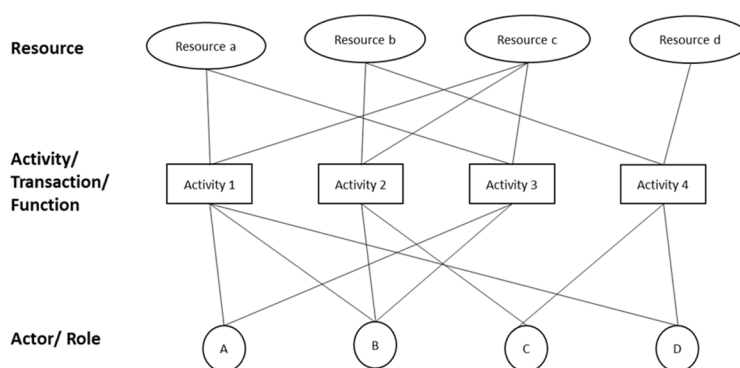 Resource
Resource a
Resource b
Resource c
Resource d
Activity/
Transaction/
Function
Activity 1
Activity 2
Activity 3
Activity 4
Actor/ Role
A
B
C
D